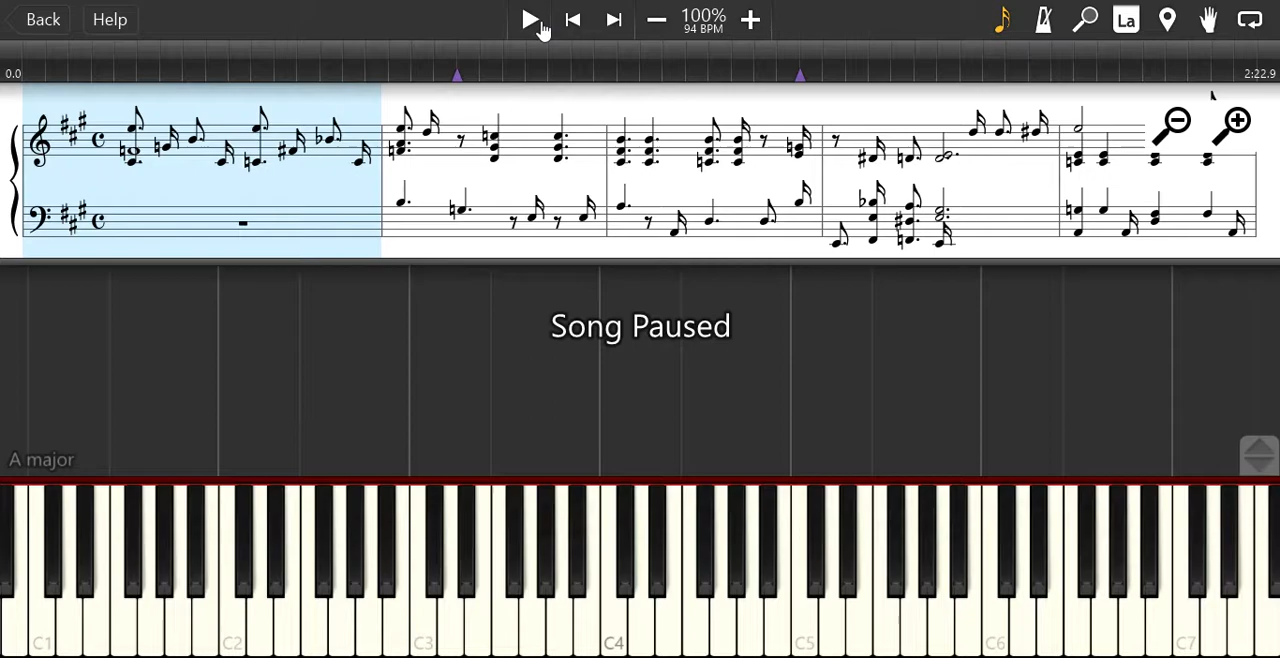 Back Help 100% La
94 BPM
0.0 2:22.9
Song Paused
A major
C1 C2 C3 C4 C5 C6 C7